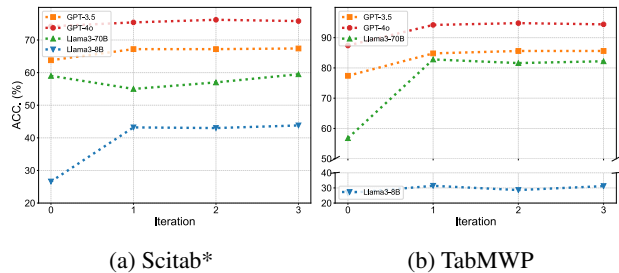 GPT-3.5
GPT-4o
Llama3-70B
Llama3-8B
ACC, (%)
70
60
50
40
30
20
0 1 2 3
Iteration
(a) Scitab*
GPT-3.5
GPT-4o
Llama3-70B
90
80
70
60
50
40
30
20
Llama3-8B
0 1 2 3
Iteration
(b) TabMWP